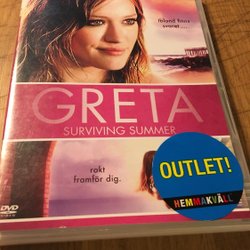 ibland finns
svaret ....
GRETA
SURVIVING SUMMER
rakt
framför dig.
OUTLET!
HEMMAKVÄLL
DVD